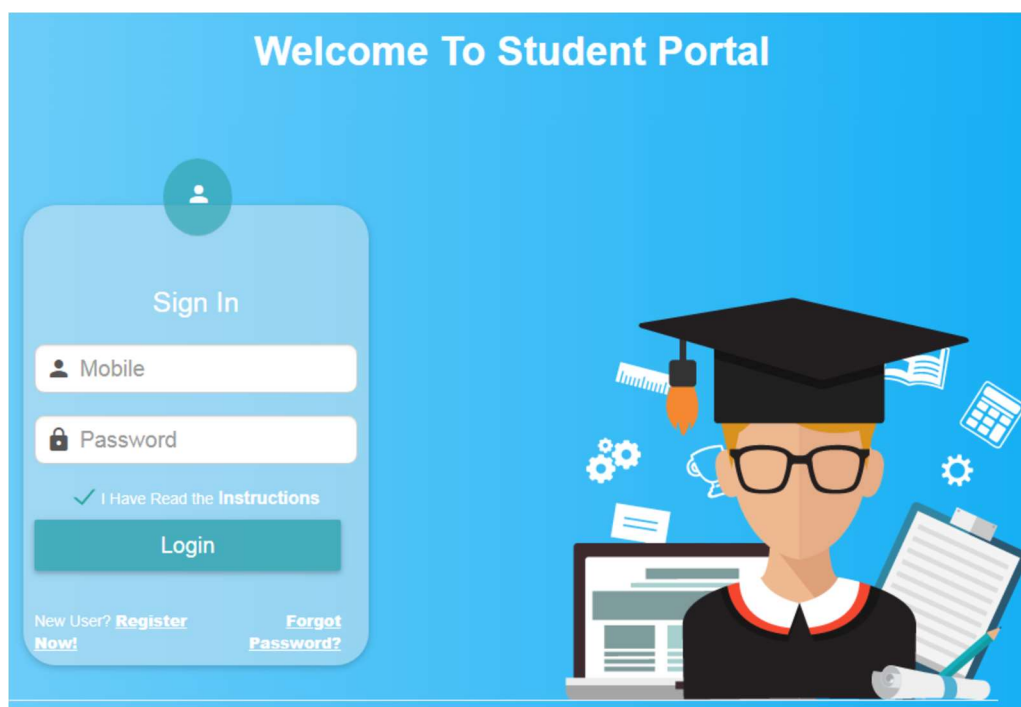 Welcome To Student Portal
Sign In
Mobile
Password
I Have Read the Instructions
Login
New User? Register
Now!
Forgot
Password?